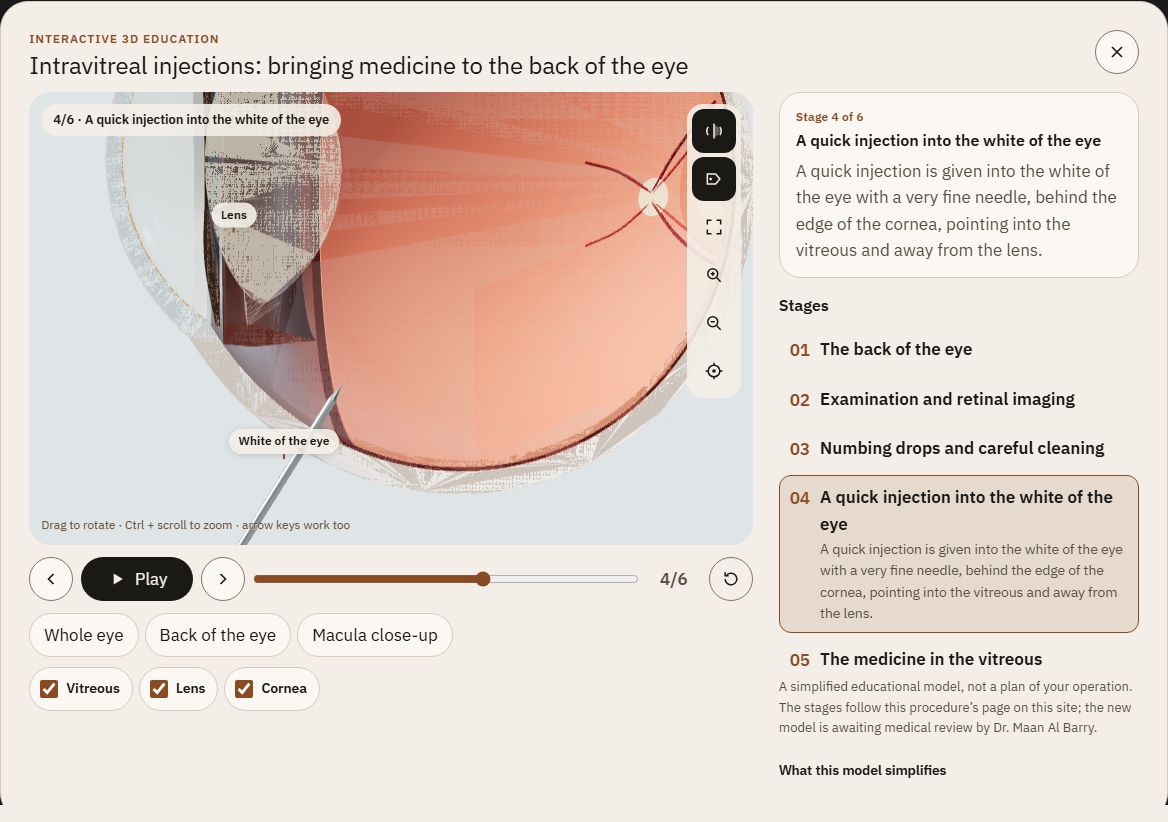 INTERACTIVE 3D EDUCATION
Intravitreal injections: bringing medicine to the back of the eye
4/6 · A quick injection into the white of the eye
Lens
White of the eye
Drag to rotate · Ctrl + scroll to zoom · arrow keys work too
Play
4/6
Whole eye
Back of the eye
Macula close-up
Vitreous
Lens
Cornea
Stage 4 of 6
A quick injection into the white of the eye
A quick injection is given into the white of
the eye with a very fine needle, behind the
edge of the cornea, pointing into the
vitreous and away from the lens.
Stages
01 The back of the eye
02 Examination and retinal imaging
03 Numbing drops and careful cleaning
04 A quick injection into the white of the
eye
A quick injection is given into the white of the eye
with a very fine needle, behind the edge of the
cornea, pointing into the vitreous and away from
the lens.
05 The medicine in the vitreous
A simplified educational model, not a plan of your operation.
The stages follow this procedure’s page on this site; the new
model is awaiting medical review by Dr. Maan Al Barry.
What this model simplifies